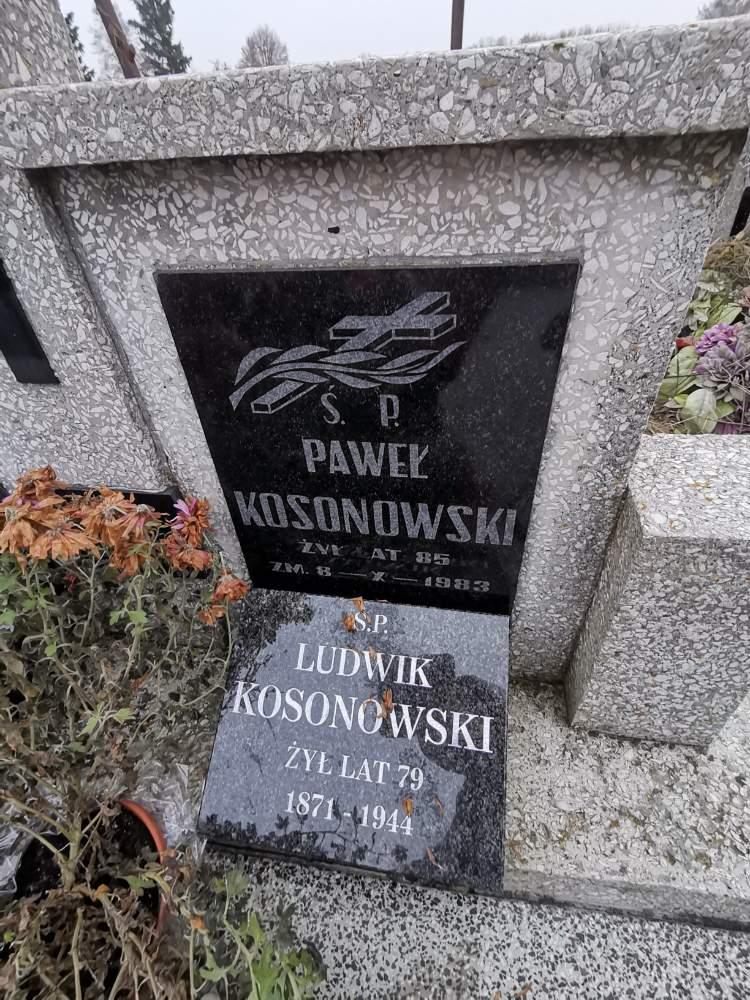 Ś. P.
PAWEŁ
KOSONOWSKI
ŻYŁ LAT 85
ZM. 8-X-1983
Ś.P.
LUDWIK
KOSONOWSKI
ŻYŁ LAT 79
1871 - 1944